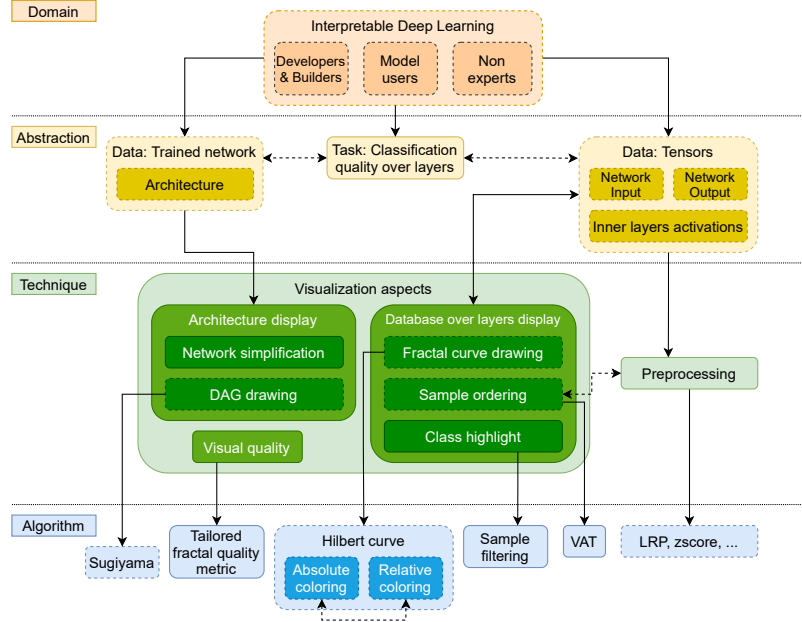 Domain
Interpretable Deep Learning
Developers
& Builders
Model
users
Non
experts
Abstraction
Data: Trained network
Architecture
Task: Classification
quality over layers
Data: Tensors
Network
Input
Network
Output
Inner layers activations
Technique
Visualization aspects
Architecture display
Network simplification
DAG drawing
Visual quality
Database over layers display
Fractal curve drawing
Sample ordering
Class highlight
Preprocessing
Algorithm
Sugiyama
Tailored
fractal quality
metric
Hilbert curve
Absolute
coloring
Relative
coloring
Sample
filtering
VAT
LRP, zscore, ...